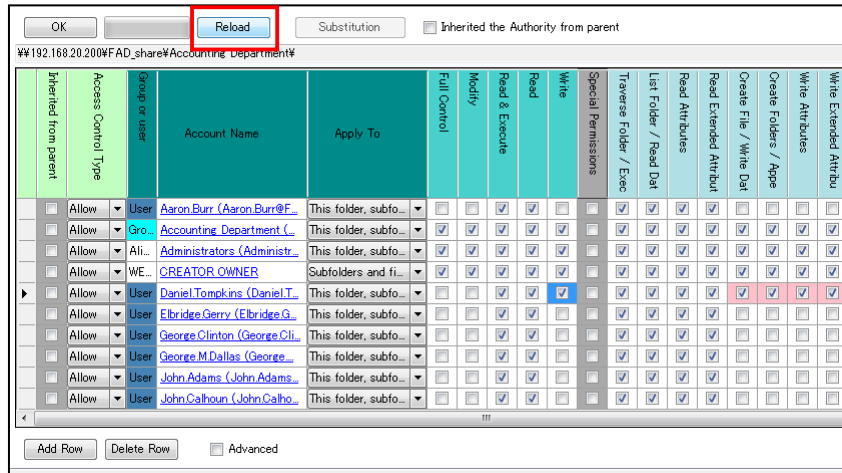 OK Reload Substitution Inherited the Authority from parent
¥¥192.168.20.200¥FAD_share¥Accounting Department¥
Inherited from parent
Access Control Type
Group or user
Account Name
Apply To
Full Control
Modify
Read & Execute
Read
Write
Special Permissions
Traverse Folder / Exec
List Folder / Read Dat
Read Attributes
Read Extended Attribut
Create File / Write Dat
Create Folders / Appe
Write Attributes
Write Extended Attribu
Allow User Aaron.Burr (Aaron.Burr@F... This folder, subfo...
Allow Gro... Accounting Department (... This folder, subfo...
Allow Ali... Administrators (Administr... This folder, subfo...
Allow WE... CREATOR OWNER Subfolders and fi...
Allow User Daniel.Tompkins (Daniel.T... This folder, subfo...
Allow User Elbridge.Gerry (Elbridge.G... This folder, subfo...
Allow User George.Clinton (George.Cli... This folder, subfo...
Allow User George.M.Dallas (George.... This folder, subfo...
Allow User John.Adams (John.Adams... This folder, subfo...
Allow User John.Calhoun (John.Calho... This folder, subfo...
Add Row Delete Row Advanced